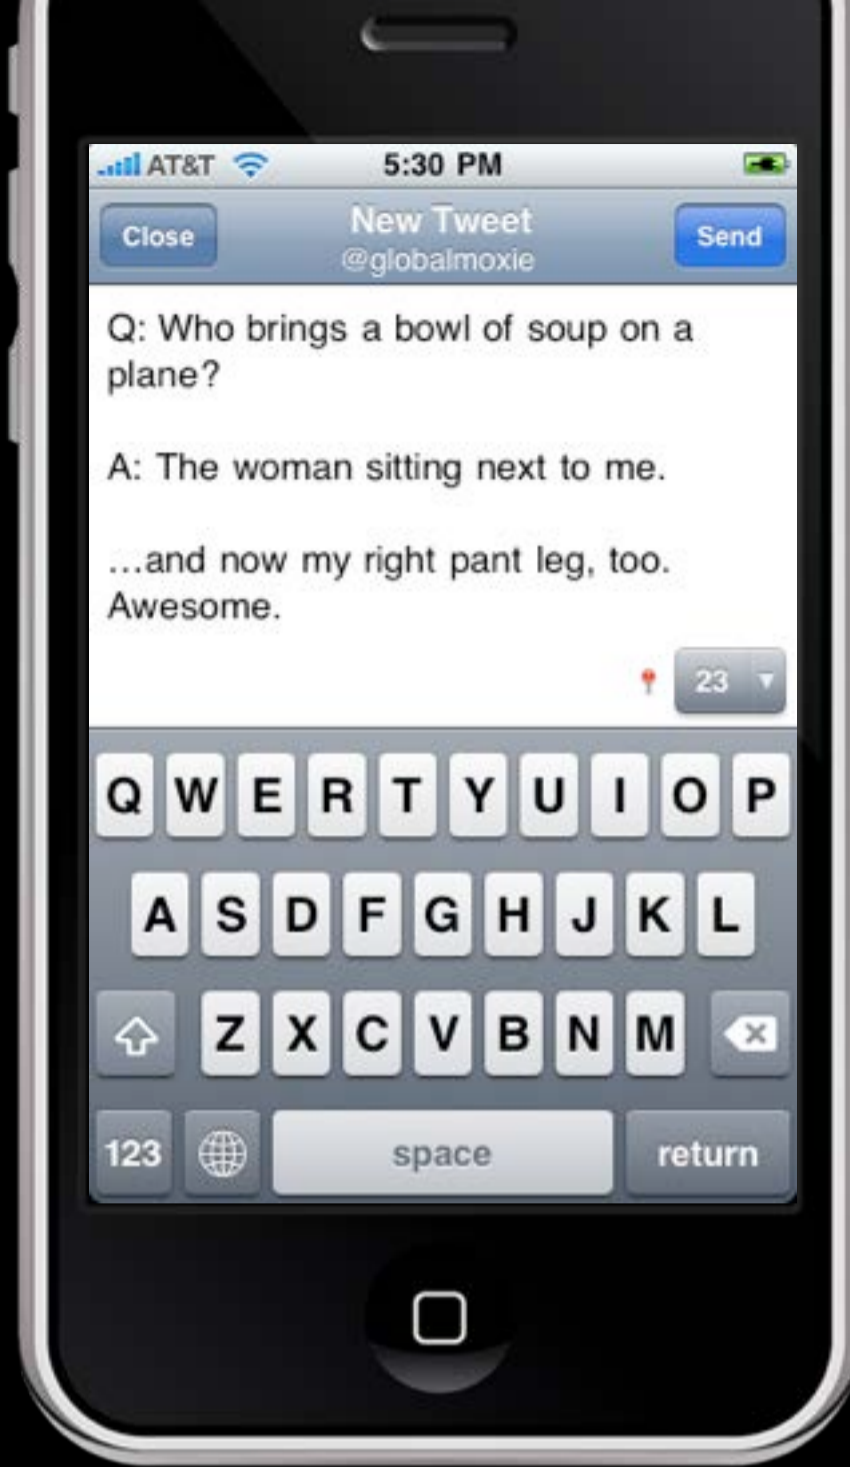 AT&T 5:30 PM
Close New Tweet Send
@globalmoxie
Q: Who brings a bowl of soup on a
plane?
A: The woman sitting next to me.
…and now my right pant leg, too.
Awesome.
23
Q W E R T Y U I O P
A S D F G H J K L
Z X C V B N M
123 space return